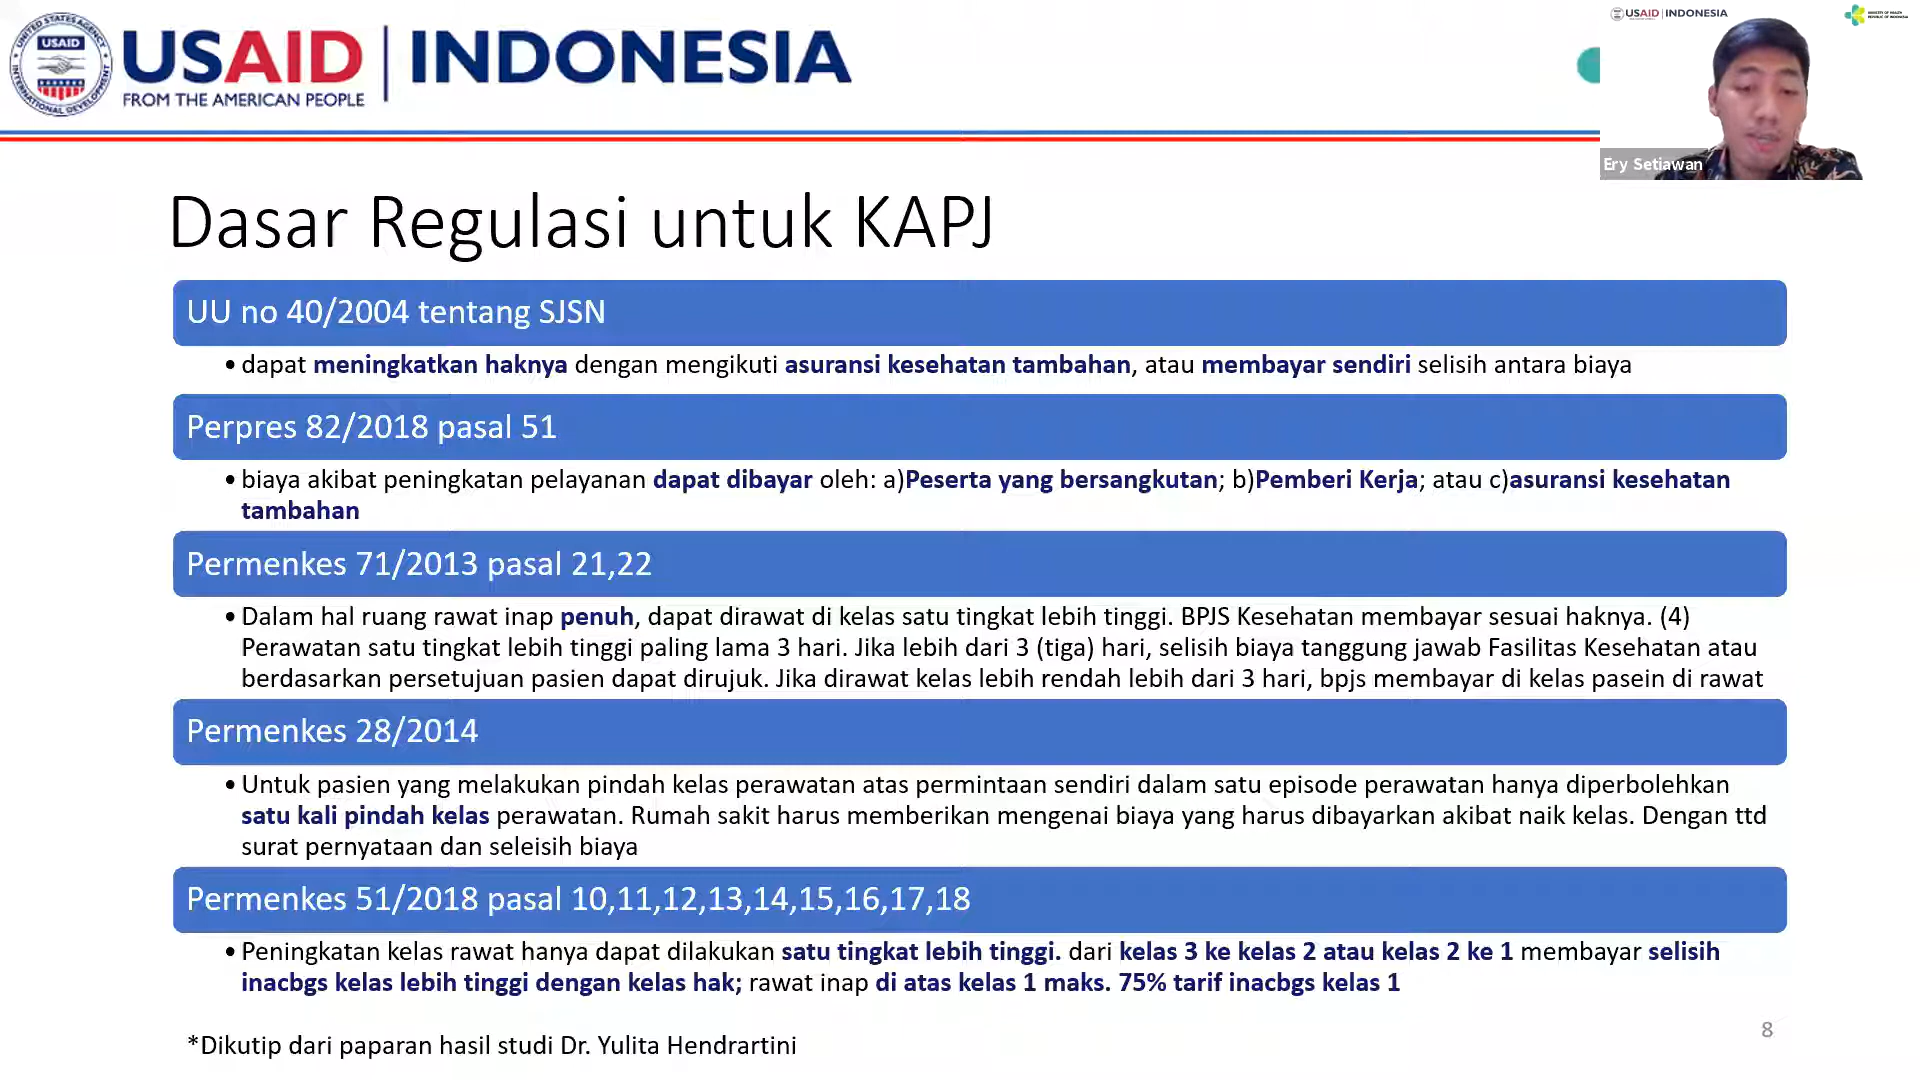 USAID | INDONESIA
FROM THE AMERICAN PEOPLE
UNITED STATES AGENCY
INTERNATIONAL DEVELOPMENT
USAID
USAID | INDONESIA
MINISTRY OF HEALTH
REPUBLIC OF INDONESIA
Ery Setiawan
Dasar Regulasi untuk KAPJ
UU no 40/2004 tentang SJSN
• dapat meningkatkan haknya dengan mengikuti asuransi kesehatan tambahan, atau membayar sendiri selisih antara biaya
Perpres 82/2018 pasal 51
• biaya akibat peningkatan pelayanan dapat dibayar oleh: a)Peserta yang bersangkutan; b)Pemberi Kerja; atau c)asuransi kesehatan
tambahan
Permenkes 71/2013 pasal 21,22
• Dalam hal ruang rawat inap penuh, dapat dirawat di kelas satu tingkat lebih tinggi. BPJS Kesehatan membayar sesuai haknya. (4)
Perawatan satu tingkat lebih tinggi paling lama 3 hari. Jika lebih dari 3 (tiga) hari, selisih biaya tanggung jawab Fasilitas Kesehatan atau
berdasarkan persetujuan pasien dapat dirujuk. Jika dirawat kelas lebih rendah lebih dari 3 hari, bpjs membayar di kelas pasein di rawat
Permenkes 28/2014
• Untuk pasien yang melakukan pindah kelas perawatan atas permintaan sendiri dalam satu episode perawatan hanya diperbolehkan
satu kali pindah kelas perawatan. Rumah sakit harus memberikan mengenai biaya yang harus dibayarkan akibat naik kelas. Dengan ttd
surat pernyataan dan seleisih biaya
Permenkes 51/2018 pasal 10,11,12,13,14,15,16,17,18
• Peningkatan kelas rawat hanya dapat dilakukan satu tingkat lebih tinggi. dari kelas 3 ke kelas 2 atau kelas 2 ke 1 membayar selisih
inacbgs kelas lebih tinggi dengan kelas hak; rawat inap di atas kelas 1 maks. 75% tarif inacbgs kelas 1
8
*Dikutip dari paparan hasil studi Dr. Yulita Hendrartini